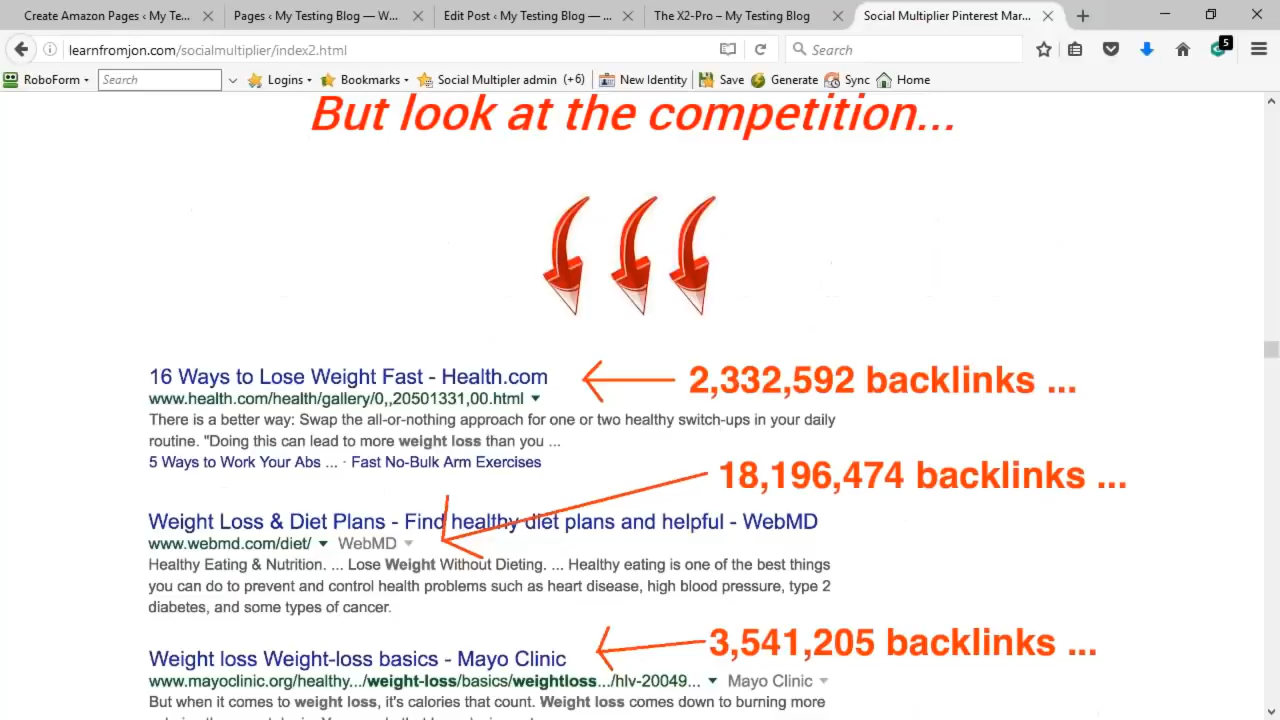 Create Amazon Pages ‹ My Te...
Pages ‹ My Testing Blog — W...
Edit Post ‹ My Testing Blog — ...
The X2-Pro – My Testing Blog
Social Multiplier Pinterest Mar...
learnfromjon.com/socialmultiplier/index2.html
Search
5
RoboForm
Search
Logins
Bookmarks
Social Multipler admin (+6)
New Identity
Save
Generate
Sync
Home
But look at the competition...
16 Ways to Lose Weight Fast - Health.com
2,332,592 backlinks ...
www.health.com/health/gallery/0,,20501331,00.html
There is a better way: Swap the all-or-nothing approach for one or two healthy switch-ups in your daily
routine. "Doing this can lead to more weight loss than you ...
5 Ways to Work Your Abs ... · Fast No-Bulk Arm Exercises
18,196,474 backlinks ...
Weight Loss & Diet Plans - Find healthy diet plans and helpful - WebMD
www.webmd.com/diet/ WebMD
Healthy Eating & Nutrition. ... Lose Weight Without Dieting. ... Healthy eating is one of the best things
you can do to prevent and control health problems such as heart disease, high blood pressure, type 2
diabetes, and some types of cancer.
3,541,205 backlinks ...
Weight loss Weight-loss basics - Mayo Clinic
www.mayoclinic.org/healthy.../weight-loss/basics/weightloss.../hlv-20049... Mayo Clinic
But when it comes to weight loss, it's calories that count. Weight loss comes down to burning more